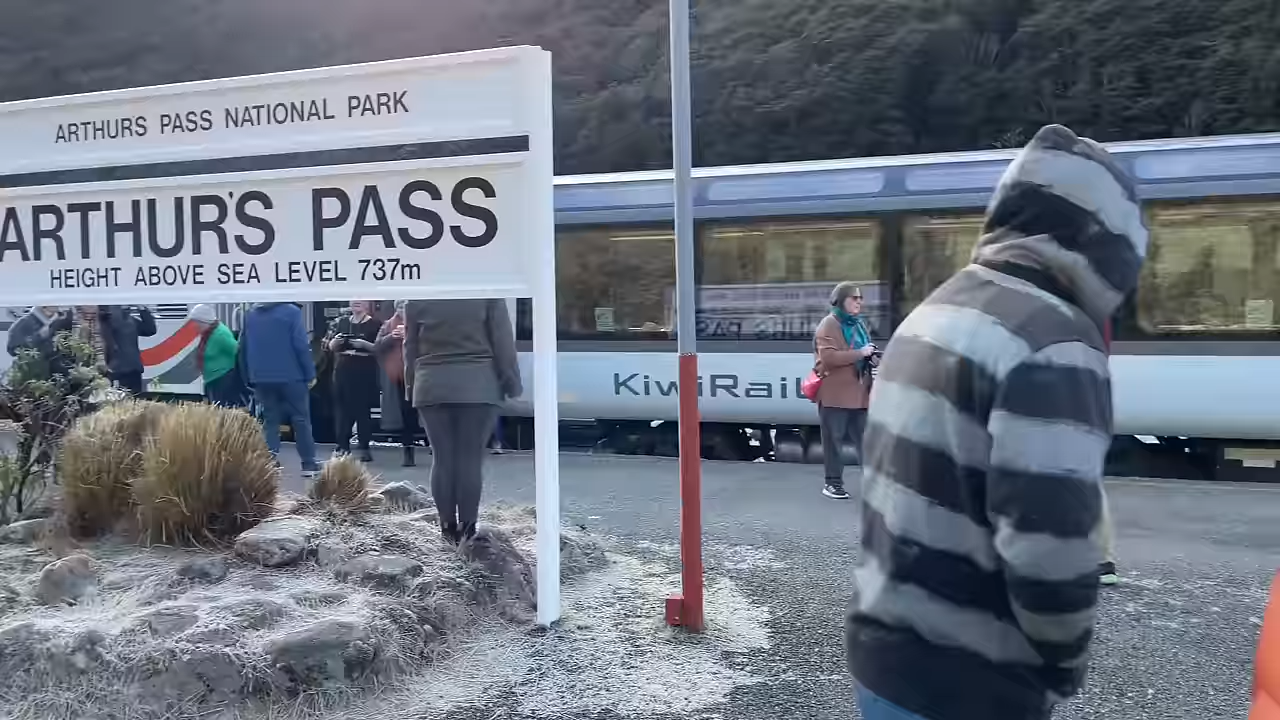 ARTHURS PASS NATIONAL PARK
ARTHUR'S PASS
HEIGHT ABOVE SEA LEVEL 737m
KiwiRail